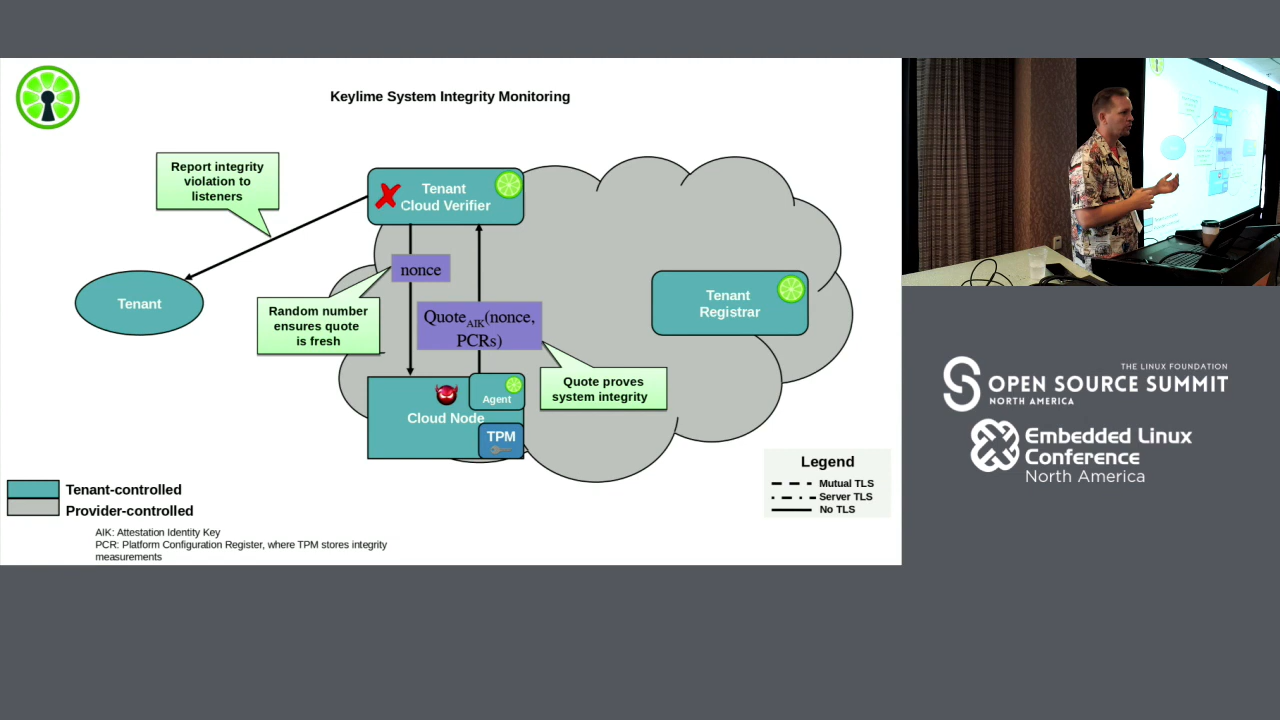 Keylime System Integrity Monitoring
Report integrity
violation to
listeners
Tenant
Cloud Verifier
nonce
Tenant
Random number
ensures quote
is fresh
QuoteAIK(nonce,
PCRs)
Tenant
Registrar
Quote proves
system integrity
Agent
Cloud Node
TPM
Legend
Mutual TLS
Server TLS
No TLS
Tenant-controlled
Provider-controlled
AIK: Attestation Identity Key
PCR: Platform Configuration Register, where TPM stores integrity
measurements
THE LINUX FOUNDATION
OPEN SOURCE SUMMIT
NORTH AMERICA
Embedded Linux
Conference
North America